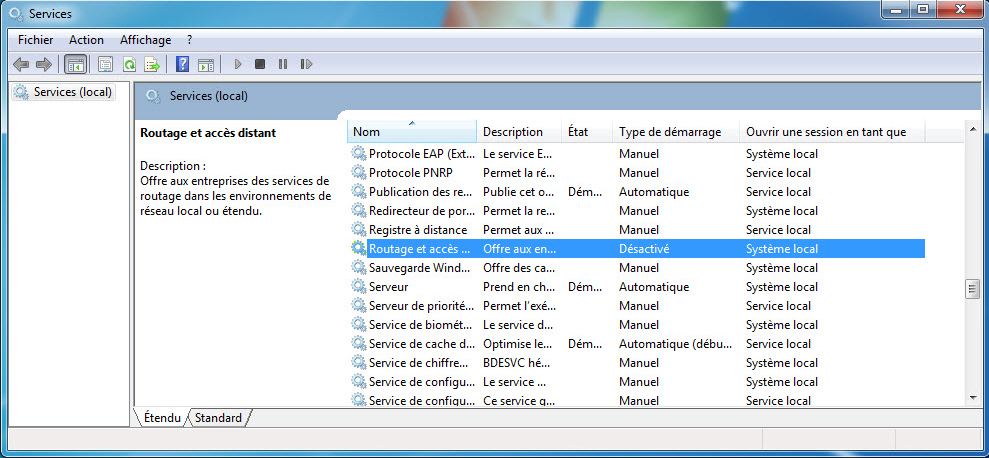 Services
Fichier Action Affichage ?
Services (local)
Services (local)
Routage et accès distant
Description :
Offre aux entreprises des services de
routage dans les environnements de
réseau local ou étendu.
Nom Description État Type de démarrage Ouvrir une session en tant que
Protocole EAP (Ext... Le service E... Manuel Système local
Protocole PNRP Permet la ré... Manuel Service local
Publication des re... Publie cet o... Dém... Automatique Service local
Redirecteur de por... Permet la re... Manuel Système local
Registre à distance Permet aux ... Manuel Service local
Routage et accès ... Offre aux en... Désactivé Système local
Sauvegarde Wind... Offre des ca... Manuel Système local
Serveur Prend en ch... Dém... Automatique Système local
Serveur de priorité... Permet l'exé... Manuel Service local
Service de biomét... Le service d... Manuel Système local
Service de cache d... Optimise le... Dém... Automatique (débu... Service local
Service de chiffre... BDESVC hé... Manuel Système local
Service de configu... Le service ... Manuel Système local
Service de configu... Ce service g... Manuel Service local
Étendu Standard